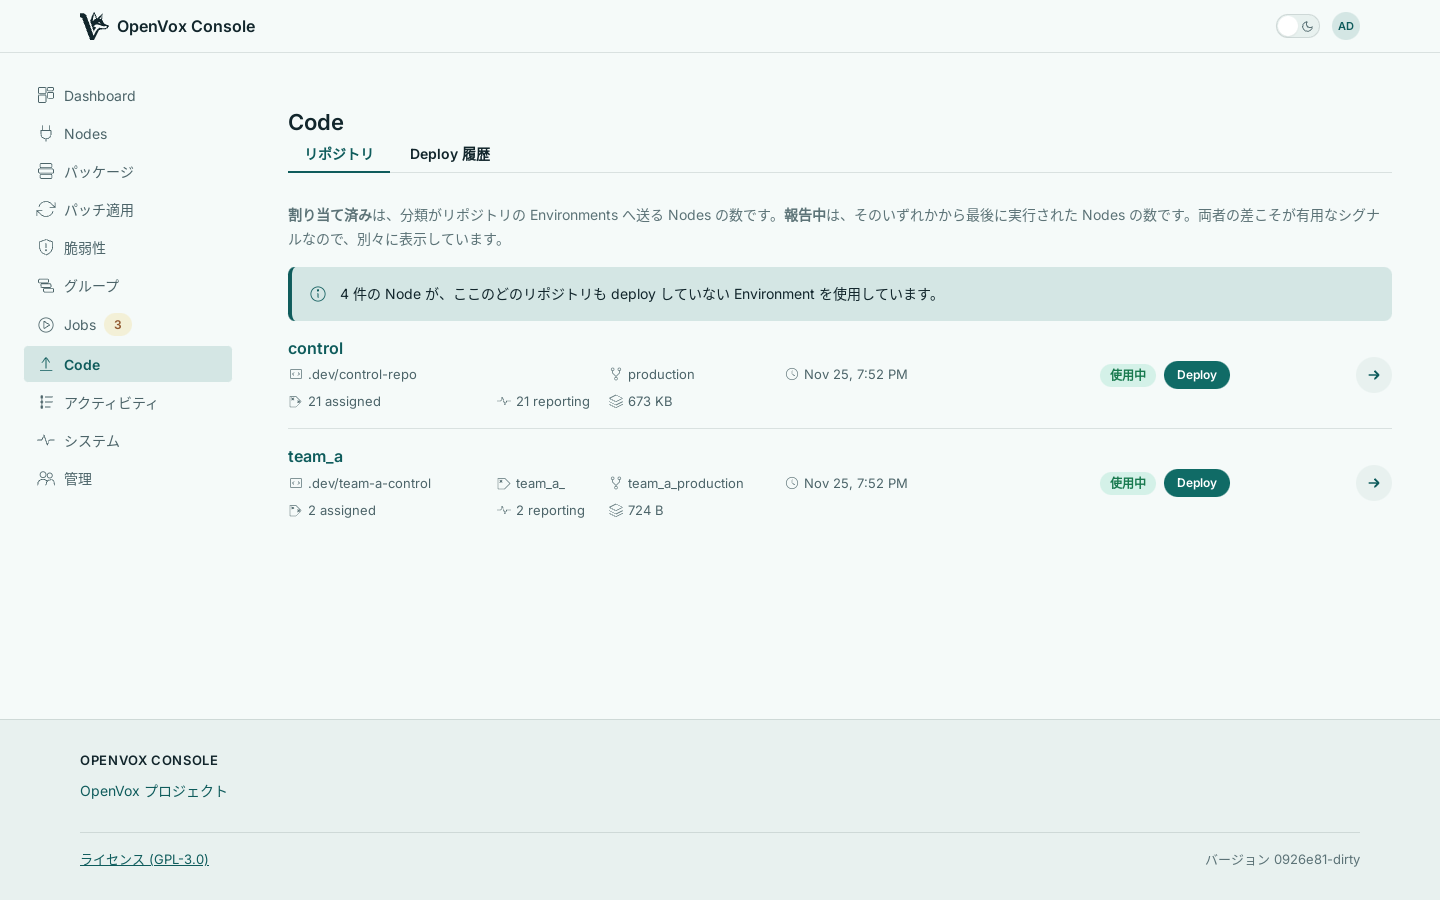 OpenVox Console
AD
Dashboard
Nodes
パッケージ
パッチ適用
脆弱性
グループ
Jobs 3
Code
アクティビティ
システム
管理
Code
リポジトリ Deploy 履歴
割り当て済みは、分類がリポジトリの Environments へ送る Nodes の数です。報告中は、そのいずれかから最後に実行された Nodes の数です。両者の差こそが有用なシグナ
ルなので、別々に表示しています。
4 件の Node が、ここのどのリポジトリも deploy していない Environment を使用しています。
control
.dev/control-repo production Nov 25, 7:52 PM 使用中 Deploy
21 assigned 21 reporting 673 KB
team_a
.dev/team-a-control team_a_ team_a_production Nov 25, 7:52 PM 使用中 Deploy
2 assigned 2 reporting 724 B
OPENVOX CONSOLE
OpenVox プロジェクト
ライセンス (GPL-3.0) バージョン 0926e81-dirty